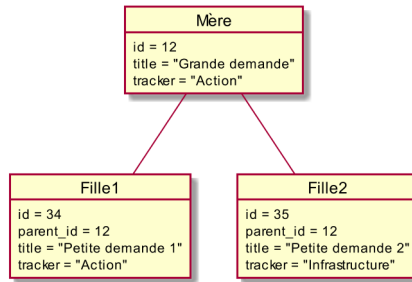 Mère
id = 12
title = "Grande demande"
tracker = "Action"
Fille1
id = 34
parent_id = 12
title = "Petite demande 1"
tracker = "Action"
Fille2
id = 35
parent_id = 12
title = "Petite demande 2"
tracker = "Infrastructure"